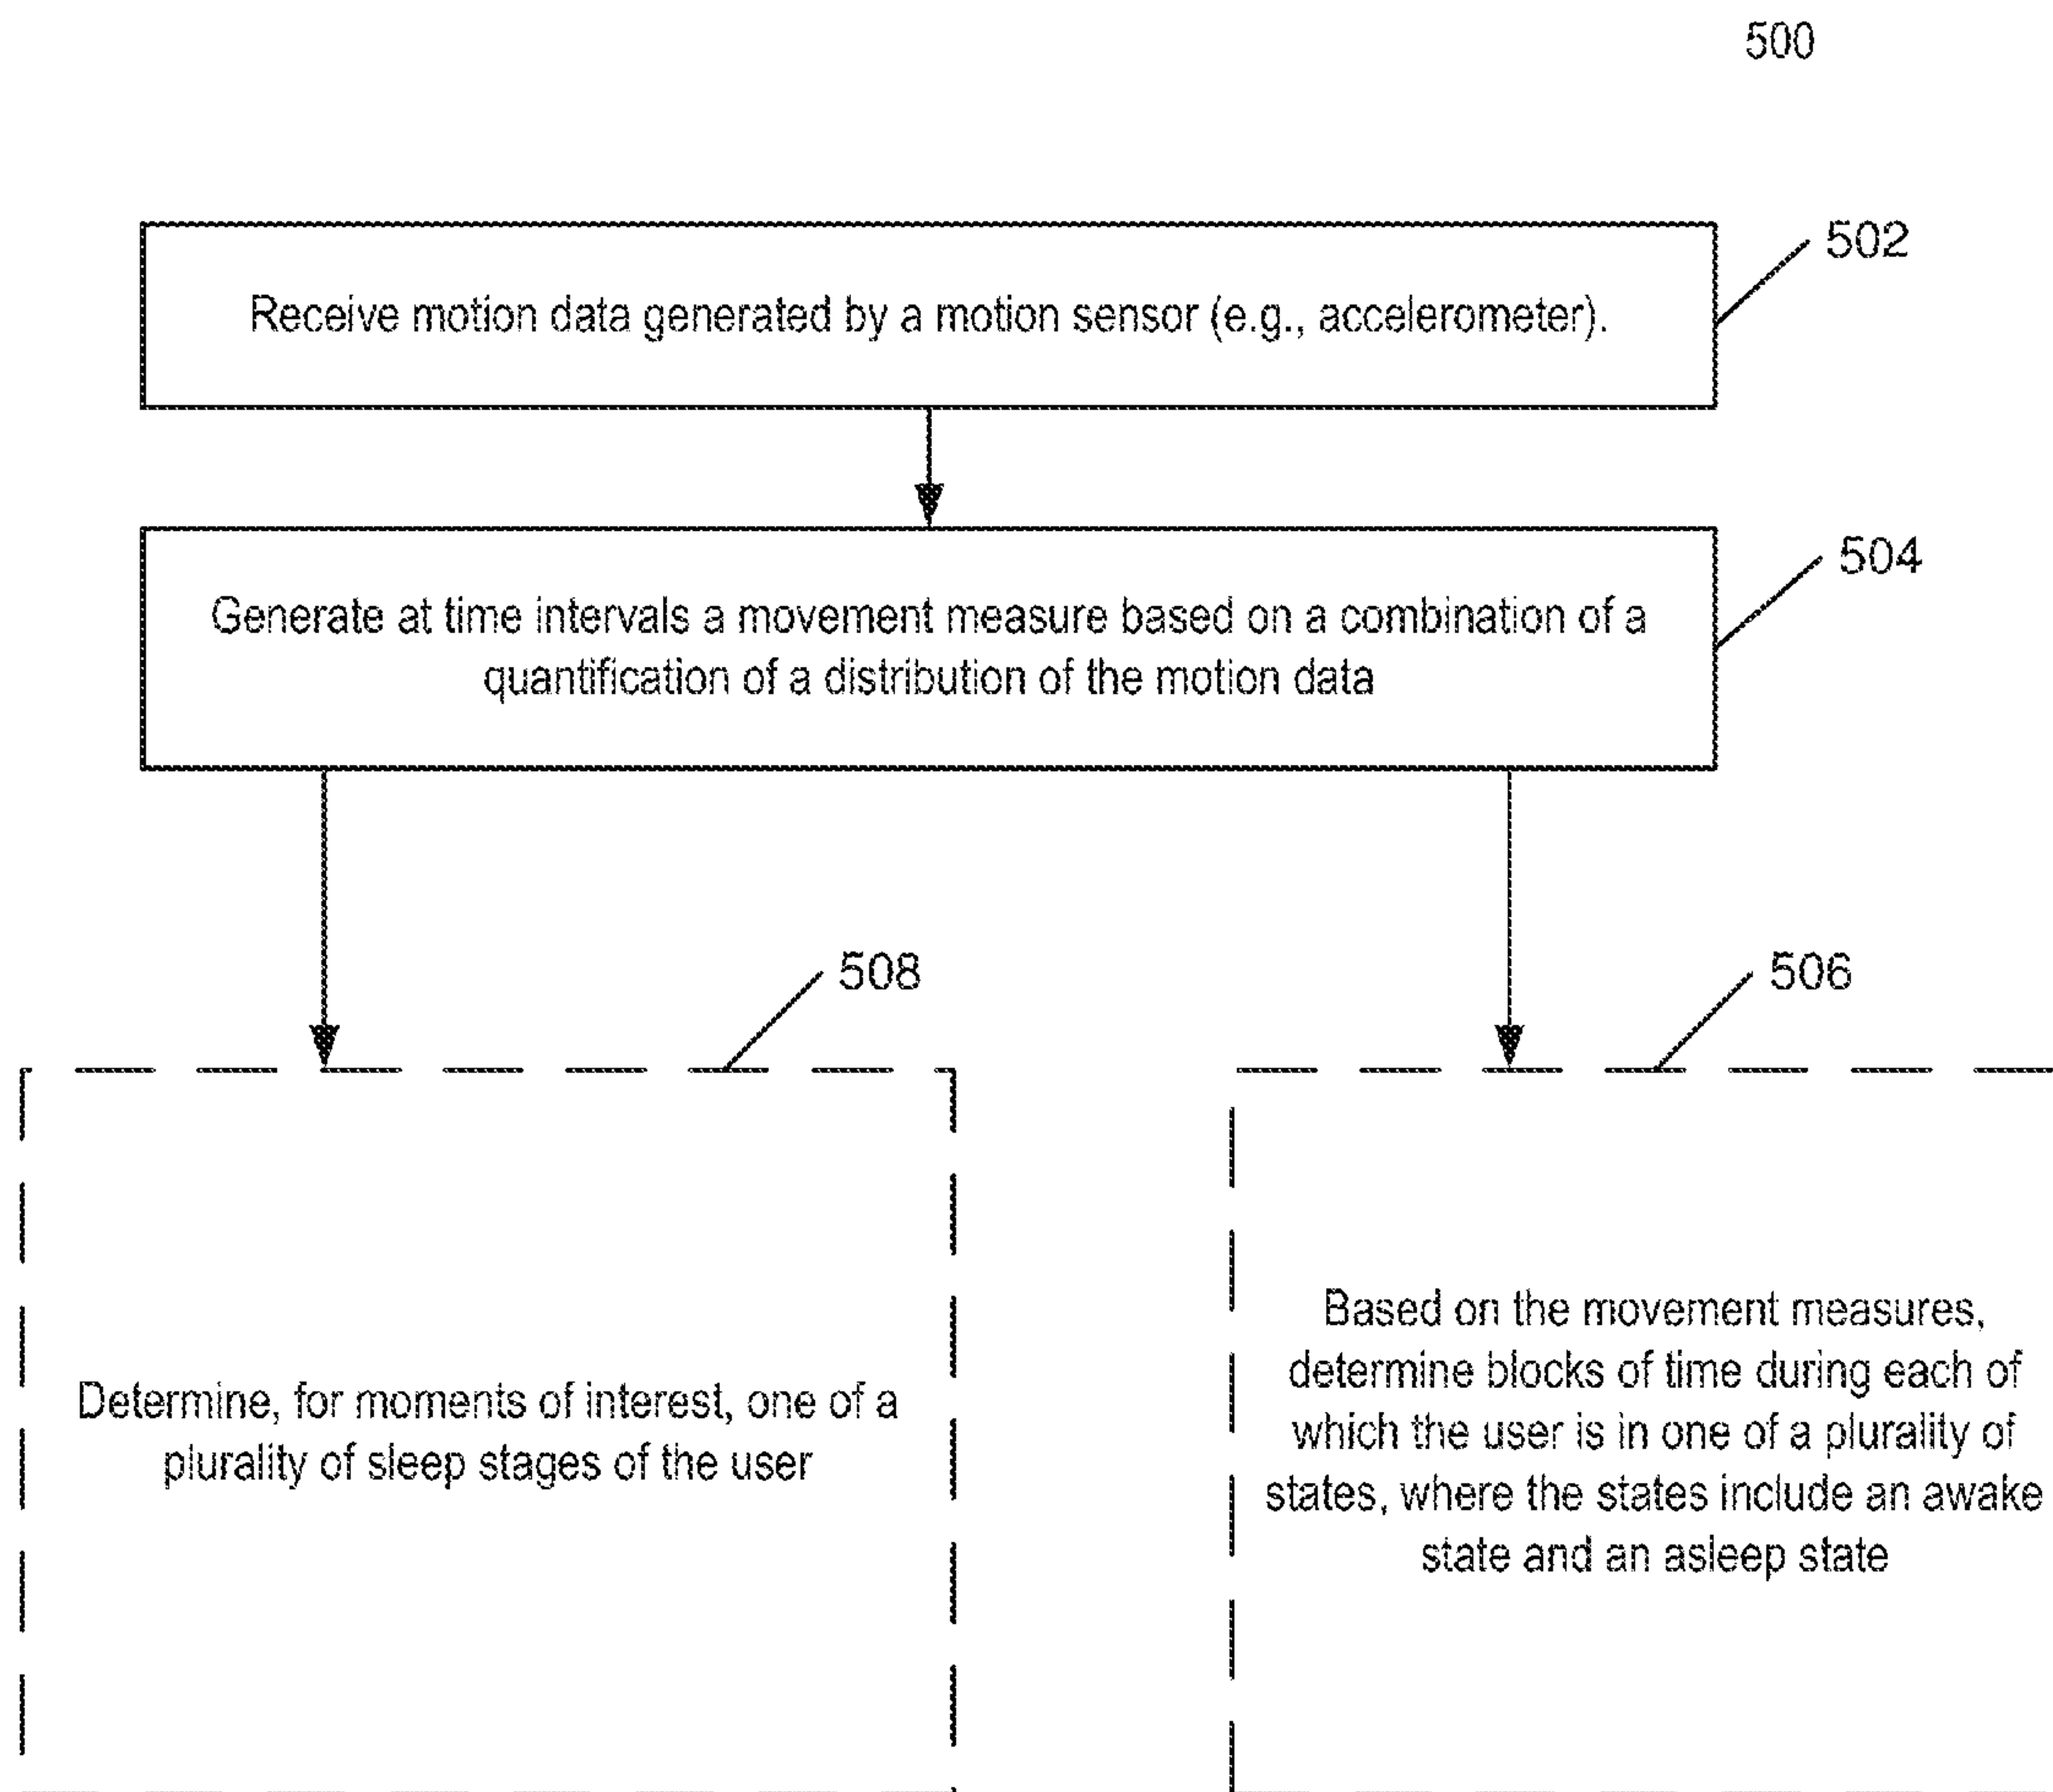 500
502
Receive motion data generated by a motion sensor (e.g., accelerometer).
504
Generate at time intervals a movement measure based on a combination of a
quantification of a distribution of the motion data
508
506
Determine, for moments of interest, one of a
plurality of sleep stages of the user
Based on the movement measures,
determine blocks of time during each of
which the user is in one of a plurality of
states, where the states include an awake
state and an asleep state